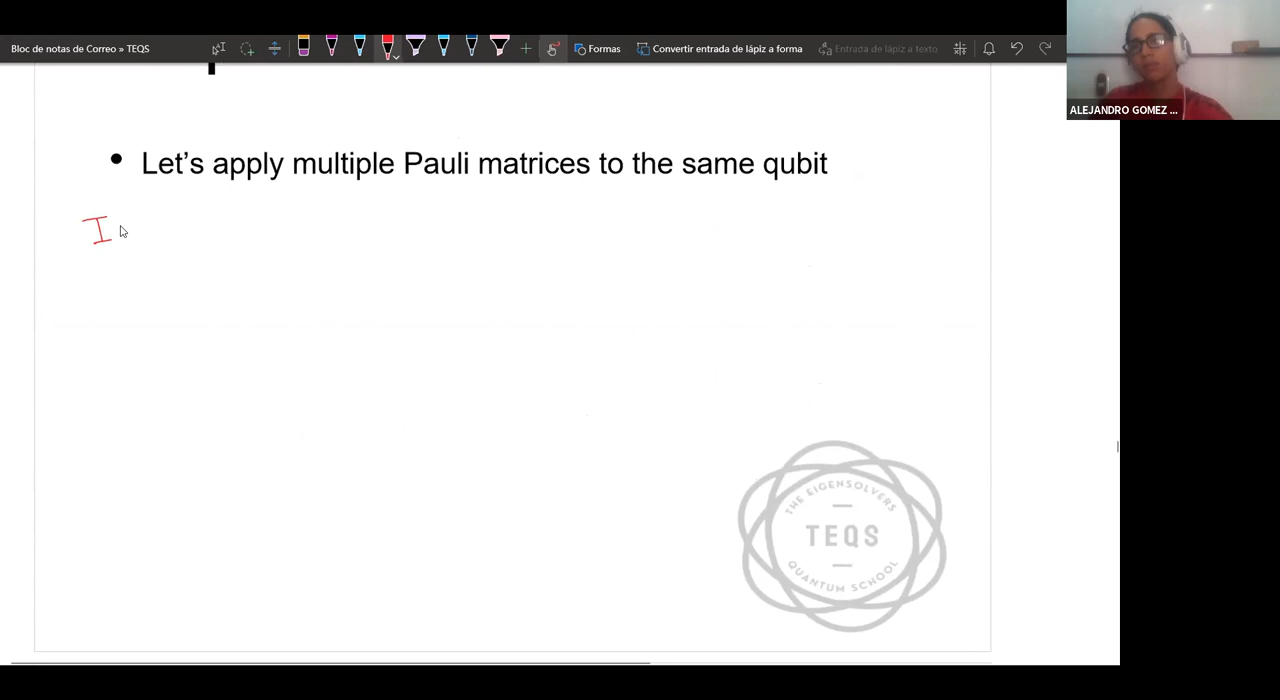 Bloc de notas de Correo » TEQS
Formas
Convertir entrada de lápiz a forma
Entrada de lápiz a texto
ALEJANDRO GOMEZ ...
• Let’s apply multiple Pauli matrices to the same qubit
I
THE EIGENSOLVERS
TEQS
QUANTUM SCHOOL